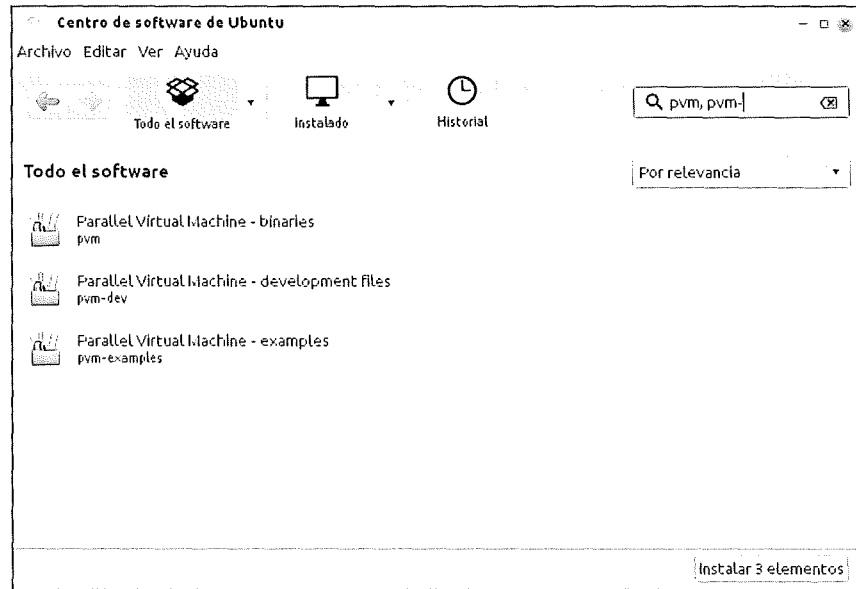 Centro de software de Ubuntu
Archivo Editar Ver Ayuda
Todo el software
Instalado
Historial
pvm, pvm-
Todo el software
Por relevancia
Parallel Virtual Machine - binaries
pvm
Parallel Virtual Machine - development files
pvm-dev
Parallel Virtual Machine - examples
pvm-examples
Instalar 3 elementos